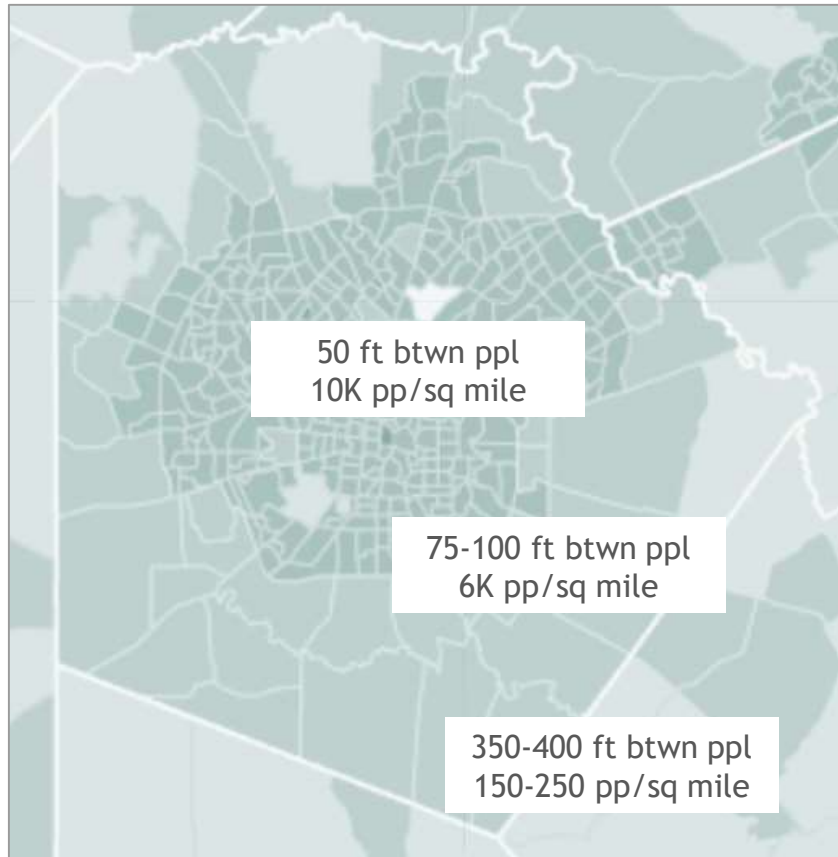 50 ft btwn ppl
10K pp/sq mile
75-100 ft btwn ppl
6K pp/sq mile
350-400 ft btwn ppl
150-250 pp/sq mile